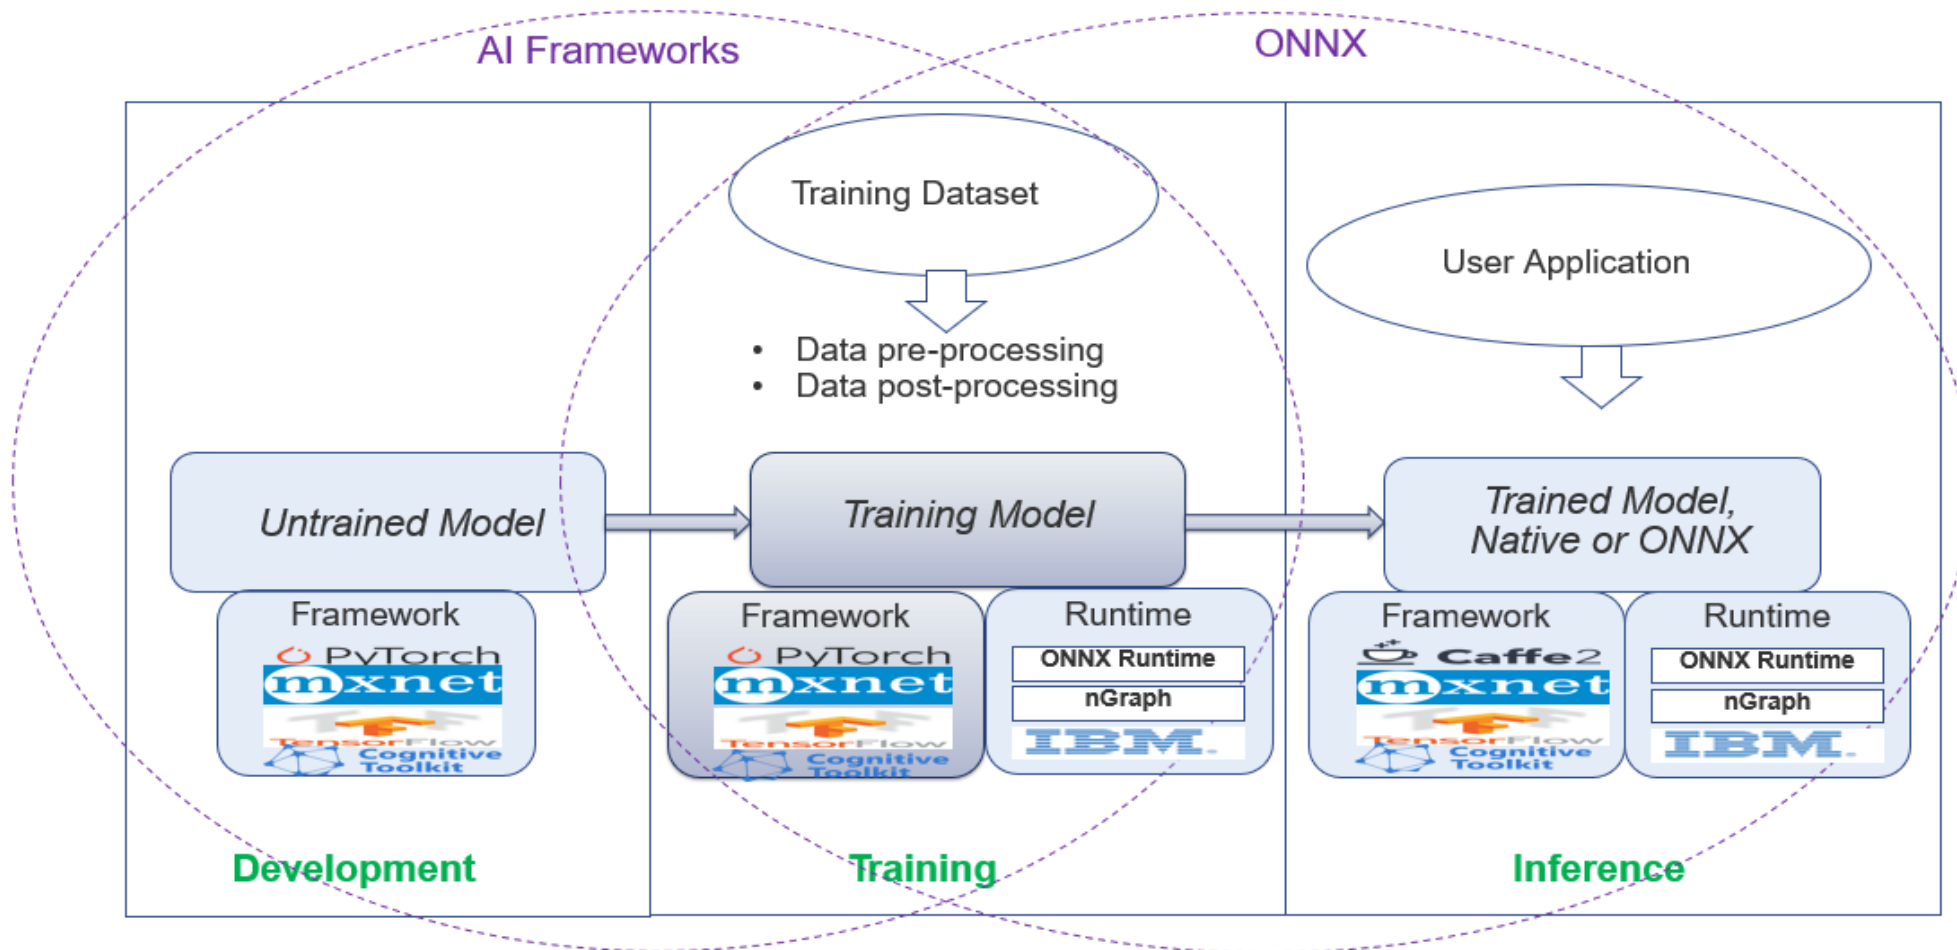 AI Frameworks
ONNX
Training Dataset
• Data pre-processing
• Data post-processing
User Application
Untrained Model
Training Model
Trained Model,
Native or ONNX
Framework
PyTorch
mxnet
TensorFlow
Cognitive
Toolkit
Framework
PyTorch
mxnet
TensorFlow
Cognitive
Toolkit
Runtime
ONNX Runtime
nGraph
IBM.
Framework
Caffe2
mxnet
TensorFlow
Cognitive
Toolkit
Runtime
ONNX Runtime
nGraph
IBM.
Development
Training
Inference